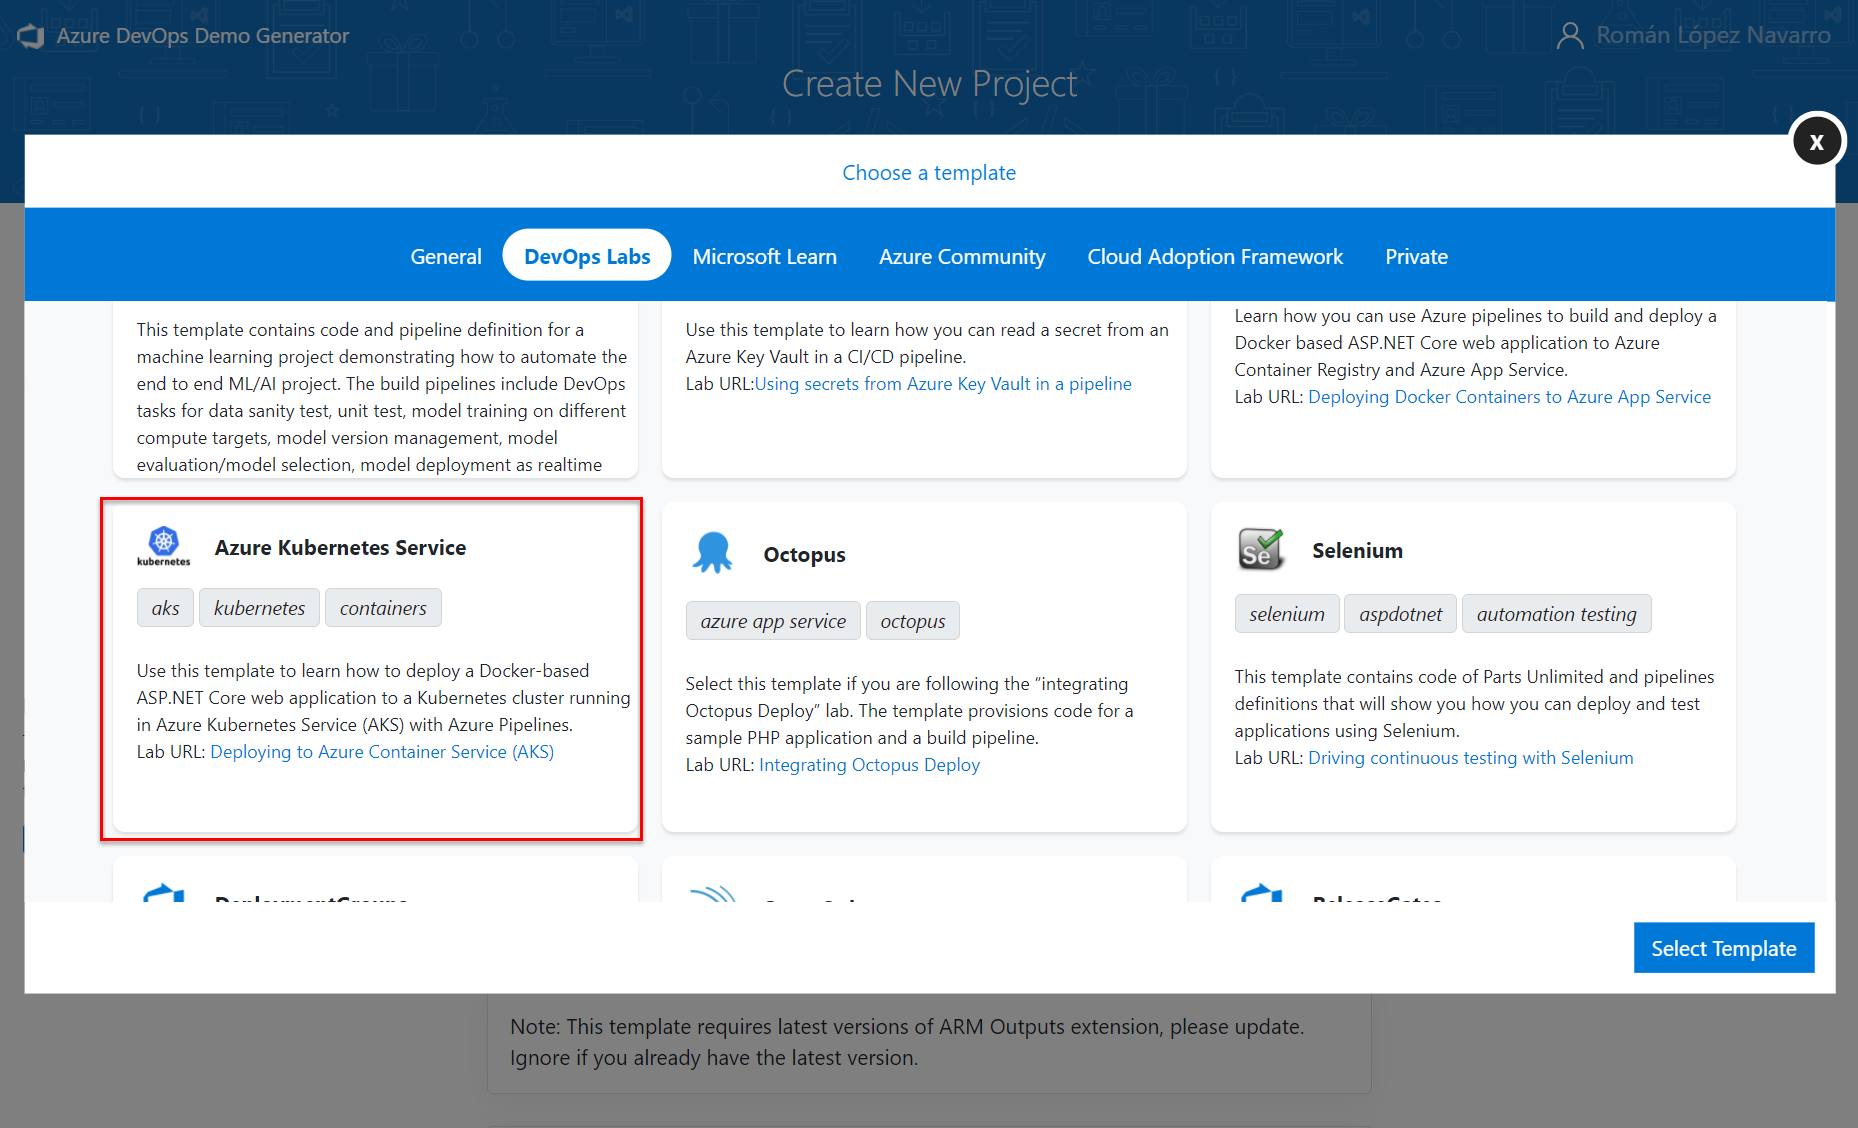 Azure DevOps Demo Generator
Román López Navarro
Create New Project
x
Choose a template
General
DevOps Labs
Microsoft Learn
Azure Community
Cloud Adoption Framework
Private
This template contains code and pipeline definition for a
machine learning project demonstrating how to automate the
end to end ML/AI project. The build pipelines include DevOps
tasks for data sanity test, unit test, model training on different
compute targets, model version management, model
evaluation/model selection, model deployment as realtime
Use this template to learn how you can read a secret from an
Azure Key Vault in a CI/CD pipeline.
Lab URL:Using secrets from Azure Key Vault in a pipeline
Learn how you can use Azure pipelines to build and deploy a
Docker based ASP.NET Core web application to Azure
Container Registry and Azure App Service.
Lab URL: Deploying Docker Containers to Azure App Service
kubernetes
Azure Kubernetes Service
aks
kubernetes
containers
Use this template to learn how to deploy a Docker-based
ASP.NET Core web application to a Kubernetes cluster running
in Azure Kubernetes Service (AKS) with Azure Pipelines.
Lab URL: Deploying to Azure Container Service (AKS)
Octopus
azure app service
octopus
Select this template if you are following the “integrating
Octopus Deploy” lab. The template provisions code for a
sample PHP application and a build pipeline.
Lab URL: Integrating Octopus Deploy
Se
Selenium
selenium
aspdotnet
automation testing
This template contains code of Parts Unlimited and pipelines
definitions that will show you how you can deploy and test
applications using Selenium.
Lab URL: Driving continuous testing with Selenium
DeploymentGroups
ReleaseGates
Select Template
Note: This template requires latest versions of ARM Outputs extension, please update.
Ignore if you already have the latest version.